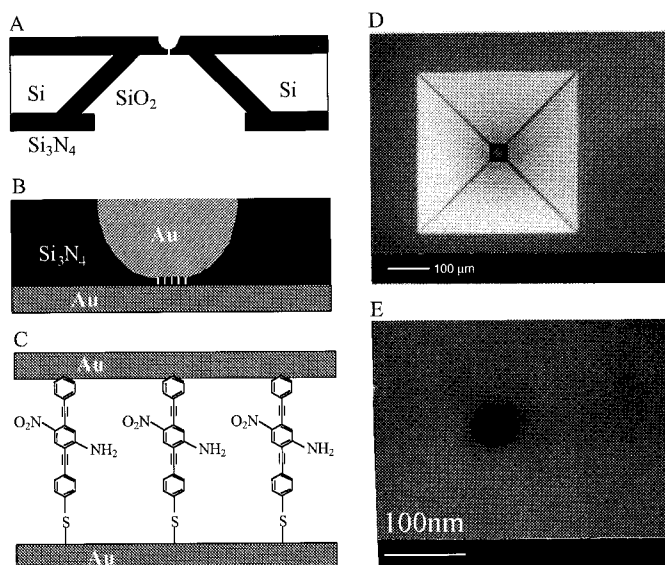 A
Si
SiO₂
Si
Si₃N₄
B
Au
Si₃N₄
Au
C
Au
O₂N
NH₂
O₂N
NH₂
O₂N
NH₂
S
S
S
Au
D
100 µm
E
100nm